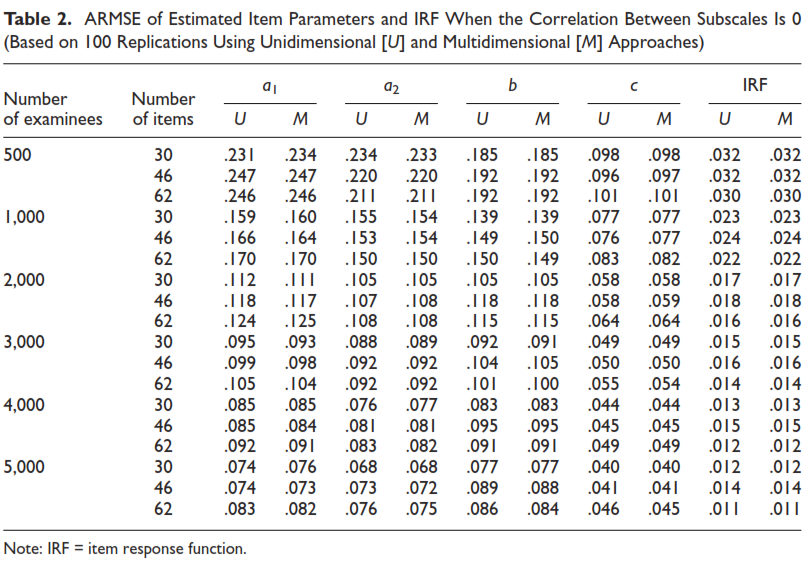 Table 2. ARMSE of Estimated Item Parameters and IRF When the Correlation Between Subscales Is 0
(Based on 100 Replications Using Unidimensional [U] and Multidimensional [M] Approaches)
a1 a2 b c IRF
Number of examinees Number of items U M U M U M U M U M
500 30 .231 .234 .234 .233 .185 .185 .098 .098 .032 .032
46 .247 .247 .220 .220 .192 .192 .096 .097 .032 .032
62 .246 .246 .211 .211 .192 .192 .101 .101 .030 .030
1,000 30 .159 .160 .155 .154 .139 .139 .077 .077 .023 .023
46 .166 .164 .153 .154 .149 .150 .076 .077 .024 .024
62 .170 .170 .150 .150 .150 .149 .083 .082 .022 .022
2,000 30 .112 .111 .105 .105 .105 .105 .058 .058 .017 .017
46 .118 .117 .107 .108 .118 .118 .058 .059 .018 .018
62 .124 .125 .108 .108 .115 .115 .064 .064 .016 .016
3,000 30 .095 .093 .088 .089 .092 .091 .049 .049 .015 .015
46 .099 .098 .092 .092 .104 .105 .050 .050 .016 .016
62 .105 .104 .092 .092 .101 .100 .055 .054 .014 .014
4,000 30 .085 .085 .076 .077 .083 .083 .044 .044 .013 .013
46 .085 .084 .081 .081 .095 .095 .045 .045 .015 .015
62 .092 .091 .083 .082 .091 .091 .049 .049 .012 .012
5,000 30 .074 .076 .068 .068 .077 .077 .040 .040 .012 .012
46 .074 .073 .073 .072 .089 .088 .041 .041 .014 .014
62 .083 .082 .076 .075 .086 .084 .046 .045 .011 .011
Note: IRF = item response function.